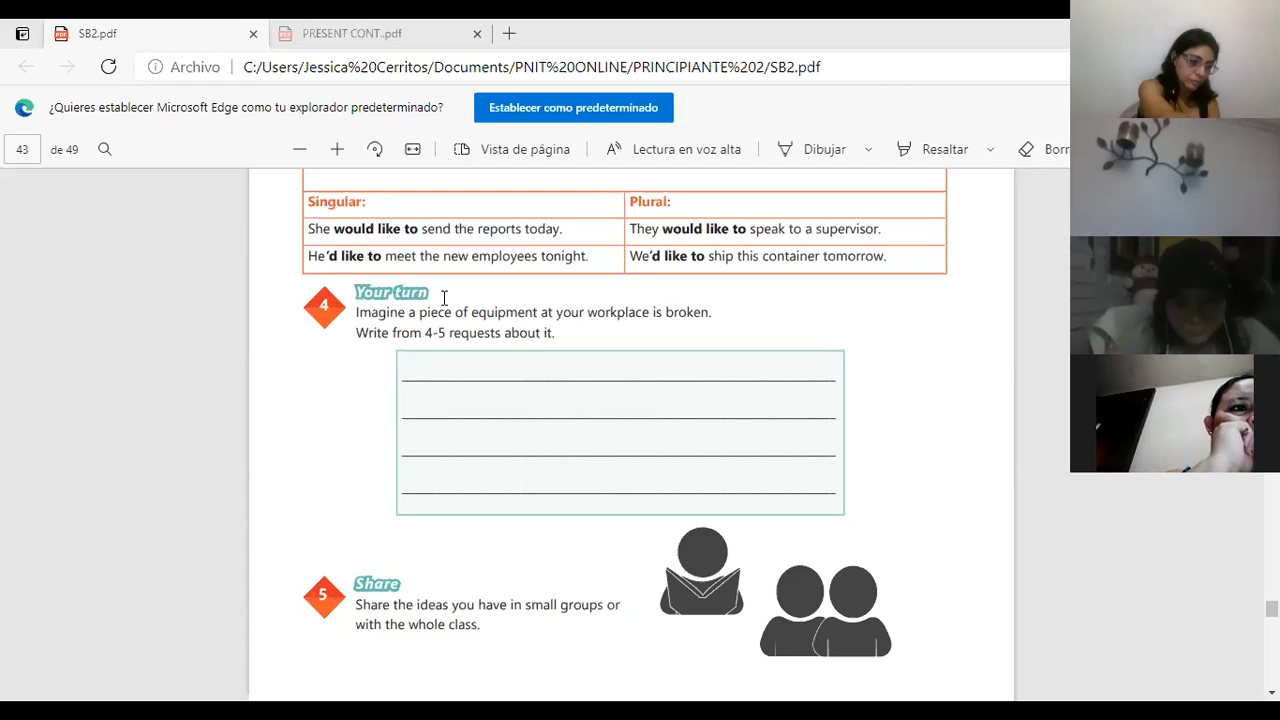 SB2.pdf
PRESENT CONT..pdf
Archivo
C:/Users/Jessica%20Cerritos/Documents/PNIT%20ONLINE/PRINCIPIANTE%202/SB2.pdf
¿Quieres establecer Microsoft Edge como tu explorador predeterminado?
Establecer como predeterminado
43 de 49
Vista de página
Lectura en voz alta
Dibujar
Resaltar
Borr
Singular:
Plural:
She would like to send the reports today.
They would like to speak to a supervisor.
He'd like to meet the new employees tonight.
We'd like to ship this container tomorrow.
4
Your turn
Imagine a piece of equipment at your workplace is broken.
Write from 4-5 requests about it.
5
Share
Share the ideas you have in small groups or
with the whole class.